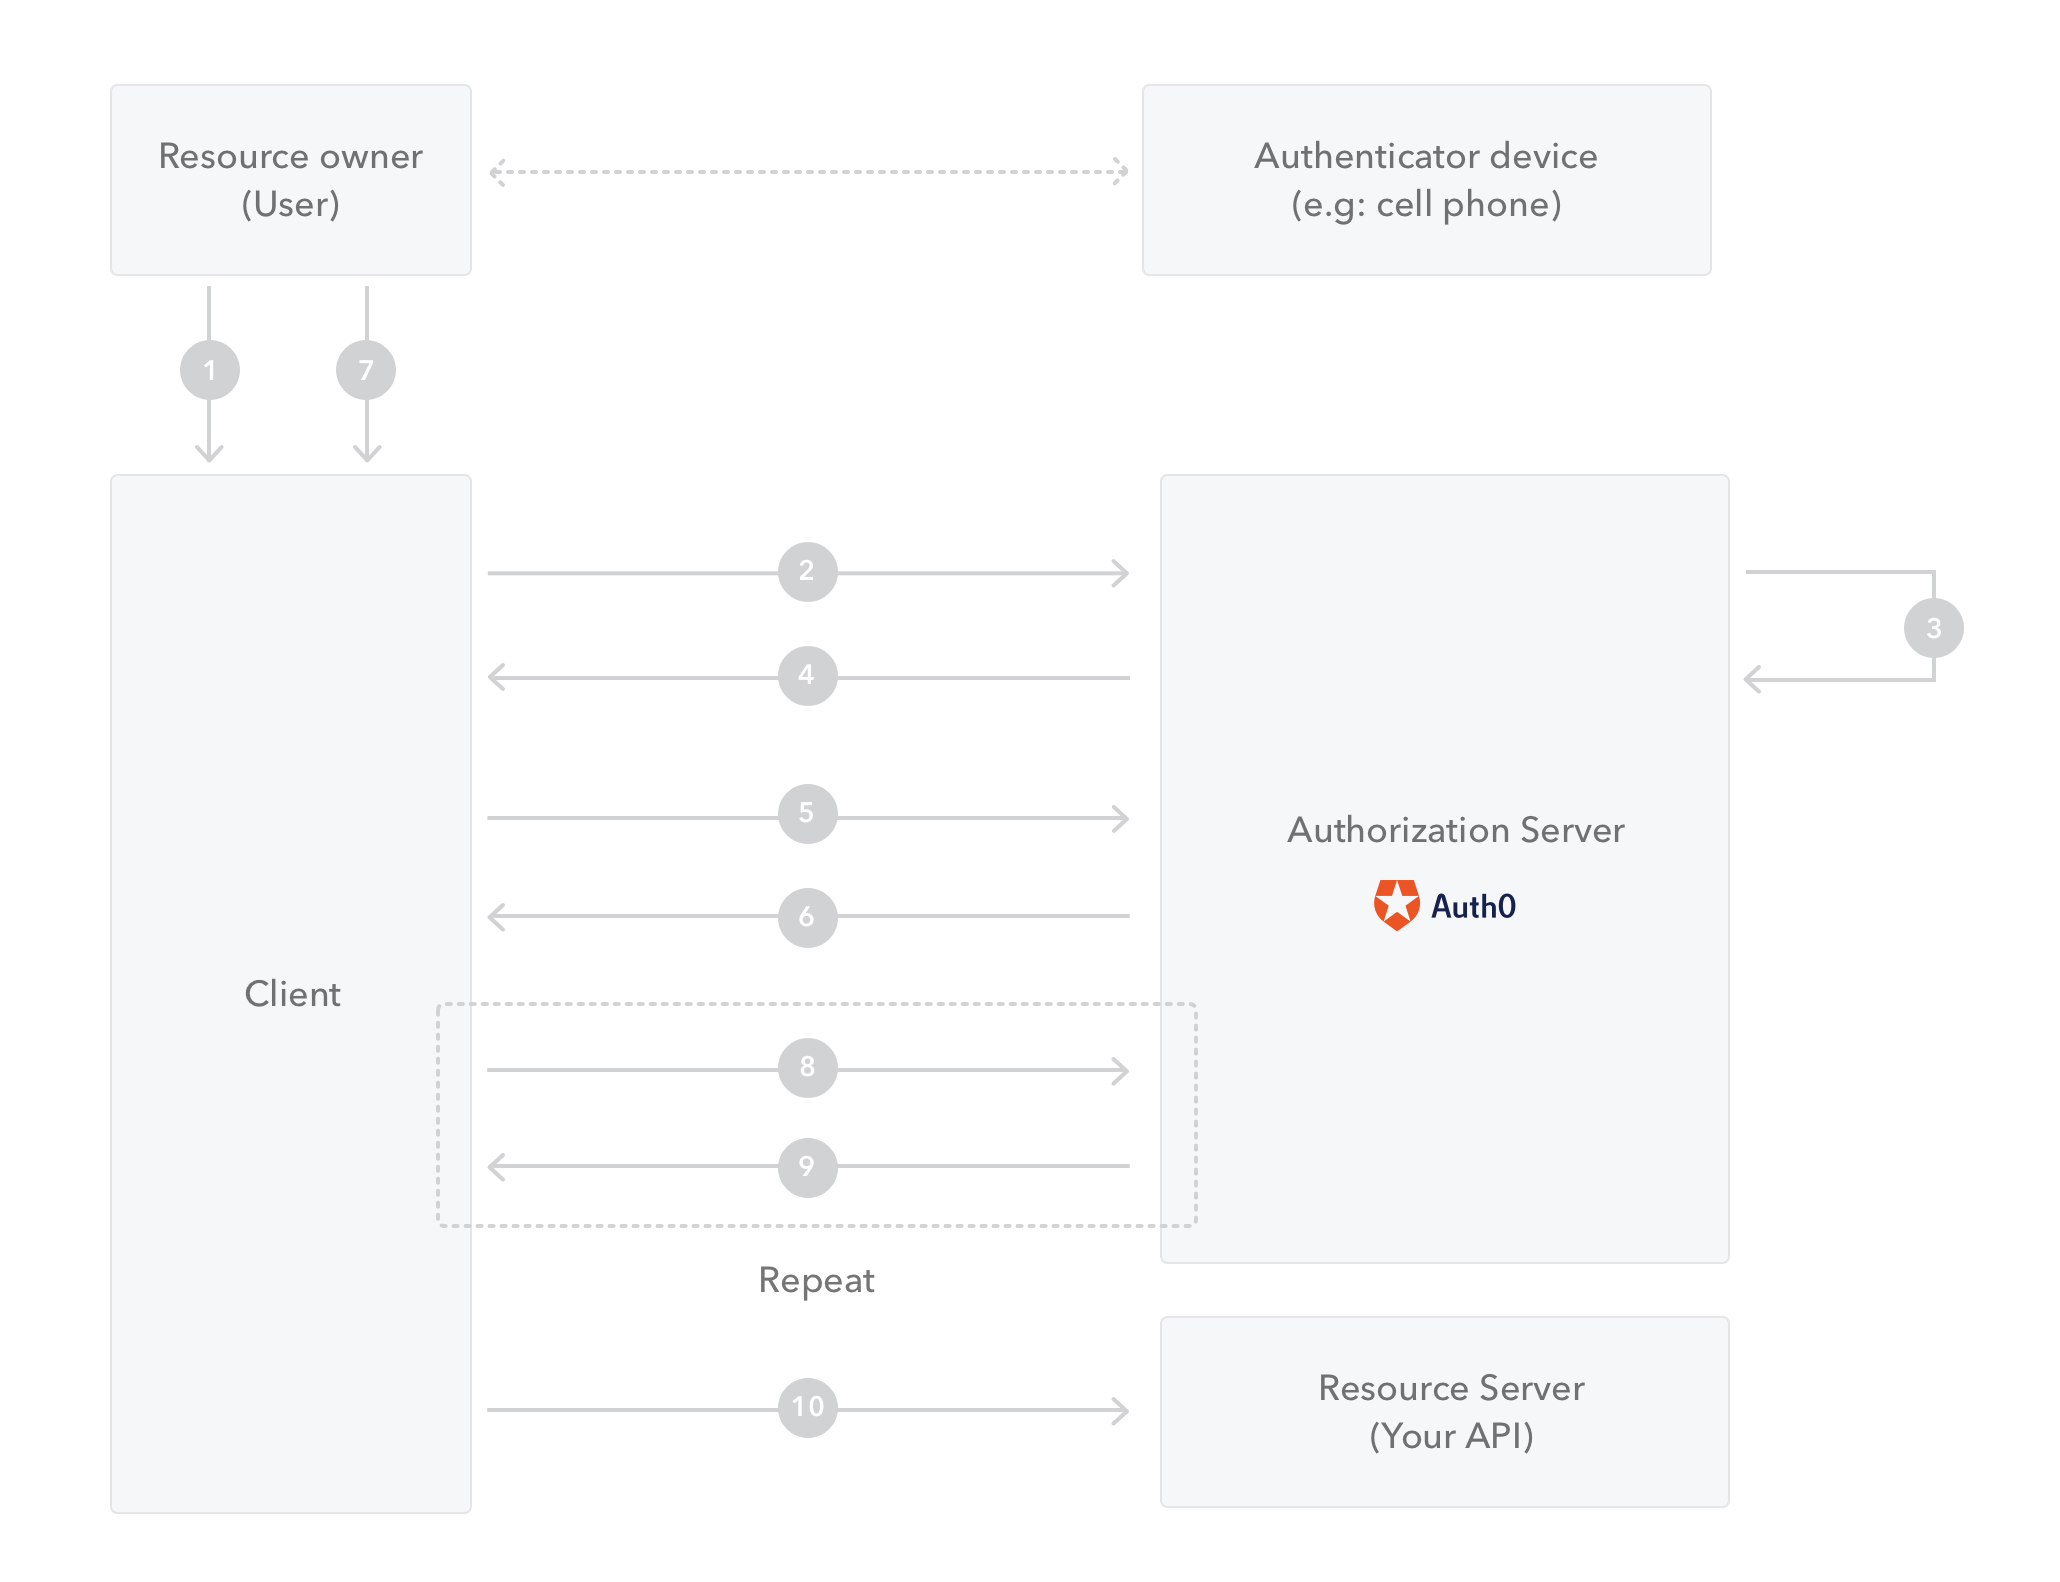 Resource owner
(User)
Authenticator device
(e.g: cell phone)
1
7
2
3
4
5
Authorization Server
Auth0
6
Client
8
9
Repeat
10
Resource Server
(Your API)